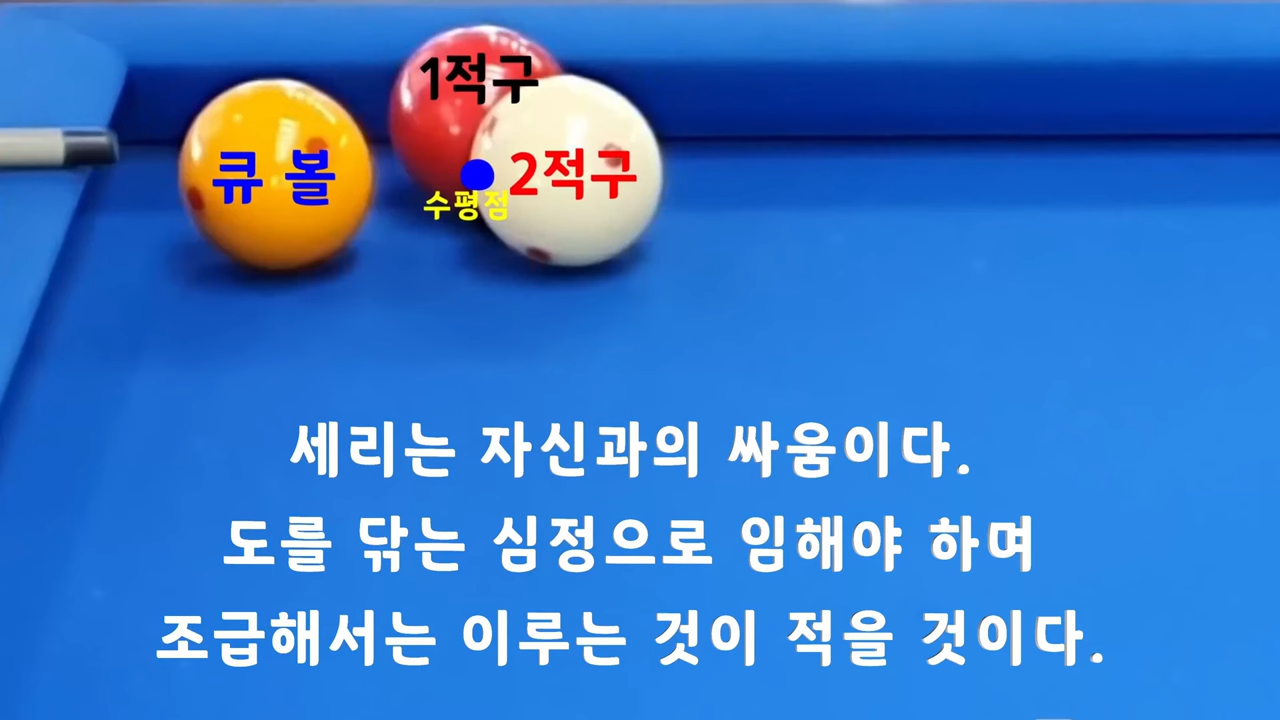 1적구
큐 볼
2적구
수평점
세리는 자신과의 싸움이다.
도를 닦는 심정으로 임해야 하며
조급해서는 이루는 것이 적을 것이다.